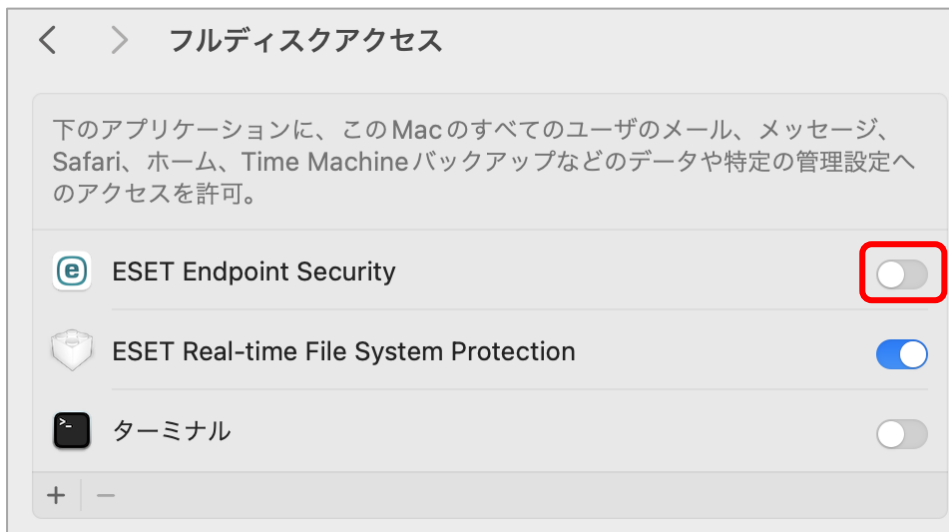 フルディスクアクセス
下のアプリケーションに、このMacのすべてのユーザのメール、メッセージ、
Safari、ホーム、Time Machineバックアップなどのデータや特定の管理設定へ
のアクセスを許可。
ESET Endpoint Security
ESET Real-time File System Protection
ターミナル